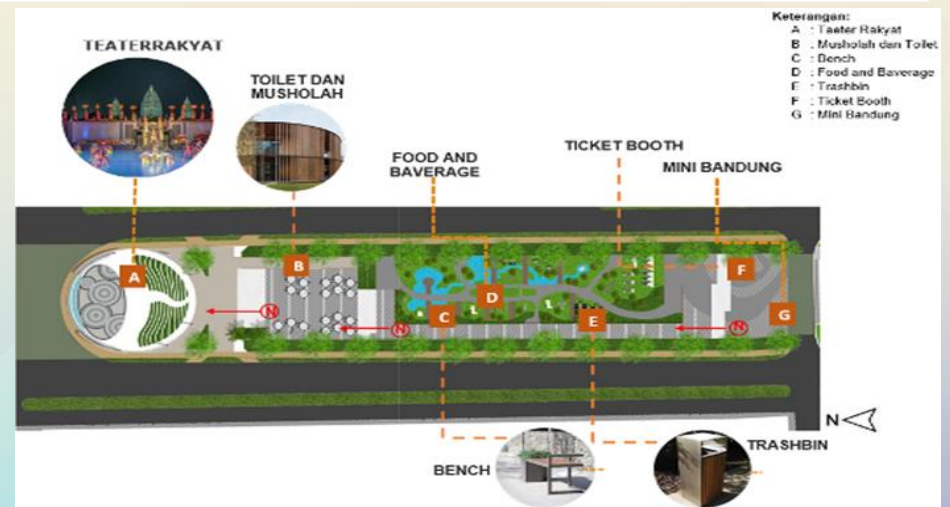 Keterangan:
A : Taeter Rakyat
B : Musholah dan Toilet
C : Bench
D : Food and Baverage
E : Trashbin
F : Ticket Booth
G : Mini Bandung
TEATERRAKYAT
TOILET DAN
MUSHOLAH
FOOD AND
BAVERAGE
TICKET BOOTH
MINI BANDUNG
A
B
C
D
E
F
G
N
N
N
N
BENCH
TRASHBIN